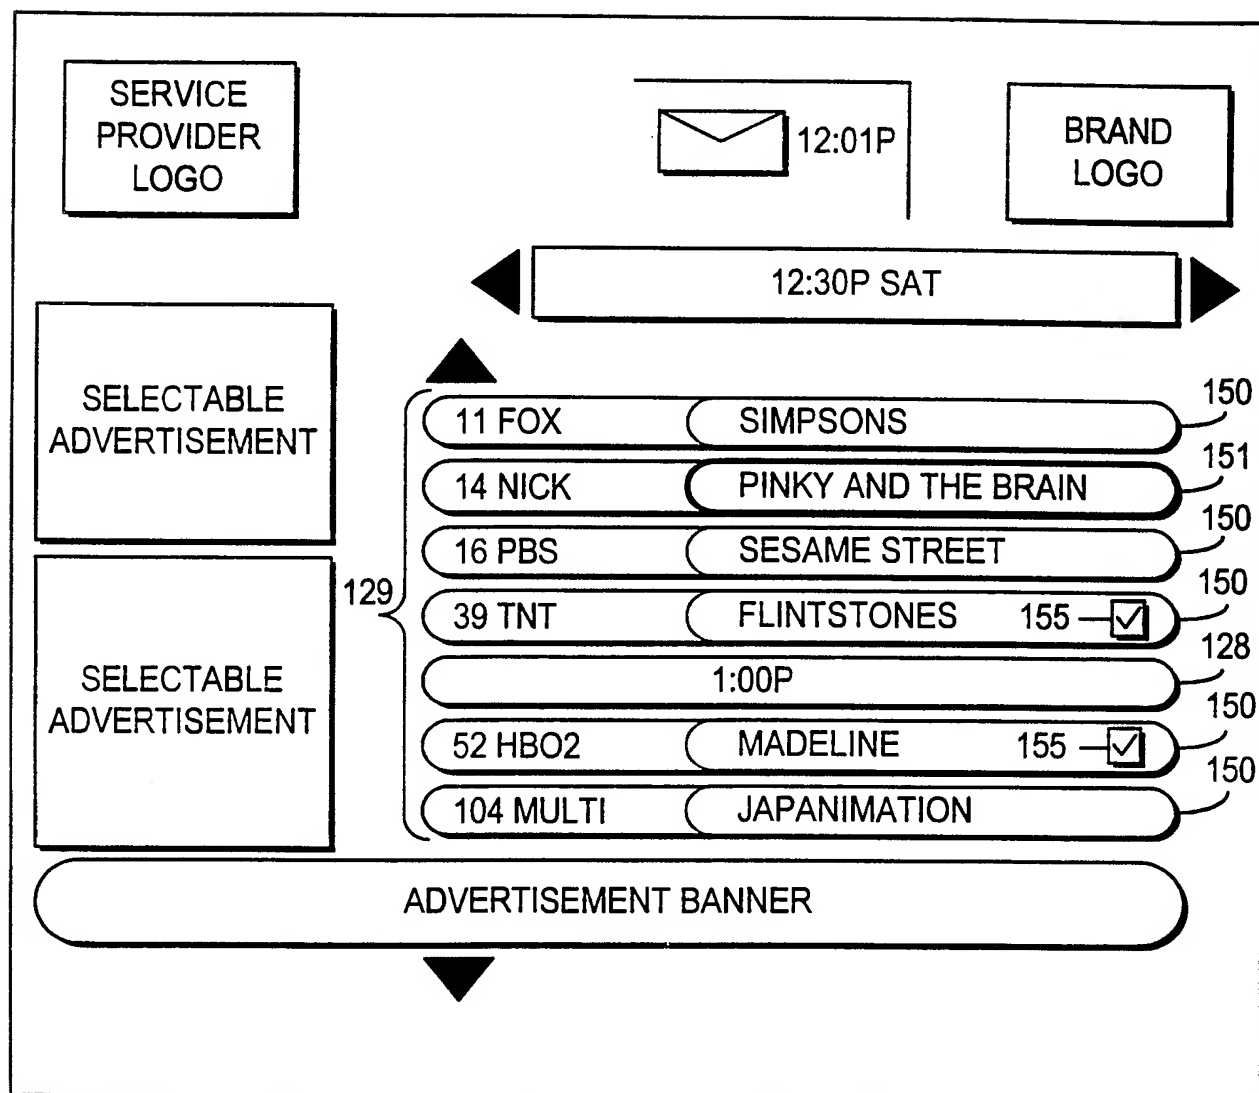 SERVICE
PROVIDER
LOGO
12:01P
BRAND
LOGO
12:30P SAT
SELECTABLE
ADVERTISEMENT
SELECTABLE
ADVERTISEMENT
129
11 FOX SIMPSONS 150
14 NICK PINKY AND THE BRAIN 151
16 PBS SESAME STREET 150
39 TNT FLINTSTONES 155 150
1:00P 128
52 HBO2 MADELINE 155 150
104 MULTI JAPANIMATION 150
ADVERTISEMENT BANNER